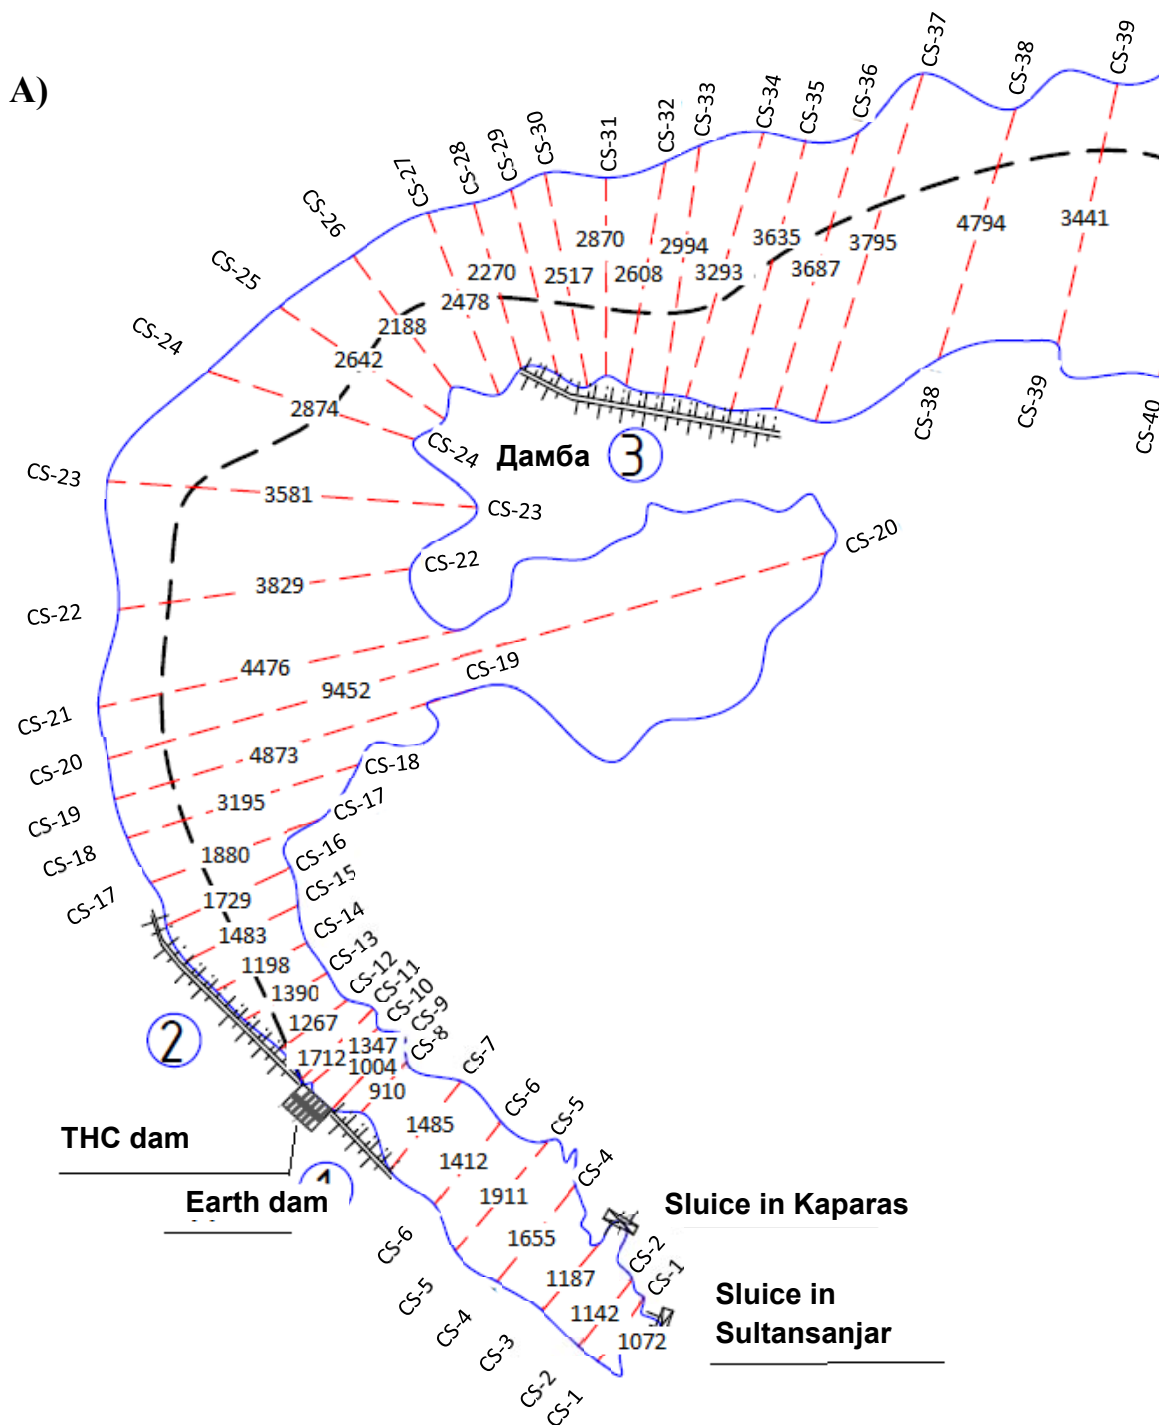 A)
CS-37
CS-38
CS-39
CS-36
CS-35
CS-34
CS-33
CS-32
CS-31
CS-30
CS-29
CS-28
CS-27
CS-26
CS-25
CS-24
2870
2994
3635
3795
4794
3441
2270
2517
2608
3293
3687
2478
2188
2642
2874
CS-38
CS-39
CS-40
CS-24
Дамба 3
CS-23
3581
CS-23
CS-20
CS-22
3829
CS-22
4476
CS-19
9452
CS-21
CS-20
4873
CS-18
CS-19
3195
CS-17
CS-18
1880
CS-16
CS-17
1729
CS-15
1483
CS-14
1198
CS-13
1390
CS-12
CS-11
CS-10
CS-9
CS-8
1267
2
1347
1712
1004
910
CS-7
CS-6
CS-5
1485
1412
CS-4
THC dam
1
Earth dam
1911
Sluice in Kaparas
1655
CS-6
CS-2
CS-1
1187
CS-5
1142
Sluice in
Sultansanjar
CS-4
1072
CS-3
CS-2
CS-1